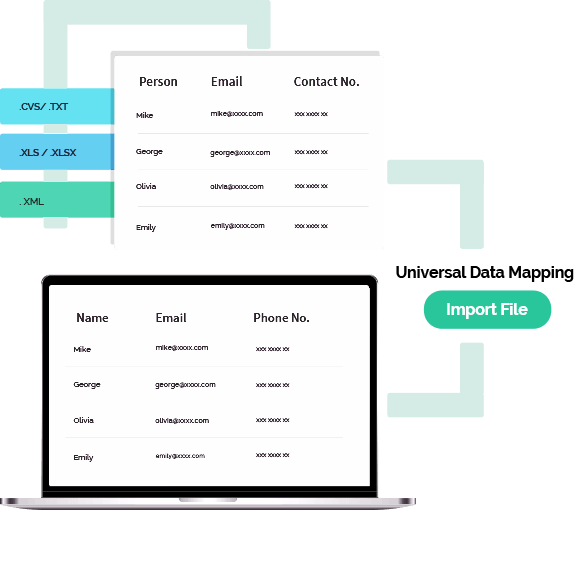 Person Email Contact No.
.CVS/ .TXT
Mike mike@xxxx.com xxx xxxx xx
.XLS / .XLSX
George george@xxxx.com xxx xxxx xx
Olivia olivia@xxxx.com xxx xxxx xx
. XML
Emily emily@xxxx.com xxx xxxx xx
Universal Data Mapping
Import File
Name Email Phone No.
Mike mike@xxxx.com xxx xxxx xx
George george@xxxx.com xxx xxxx xx
Olivia olivia@xxxx.com xxx xxxx xx
Emily emily@xxxx.com xxx xxxx xx